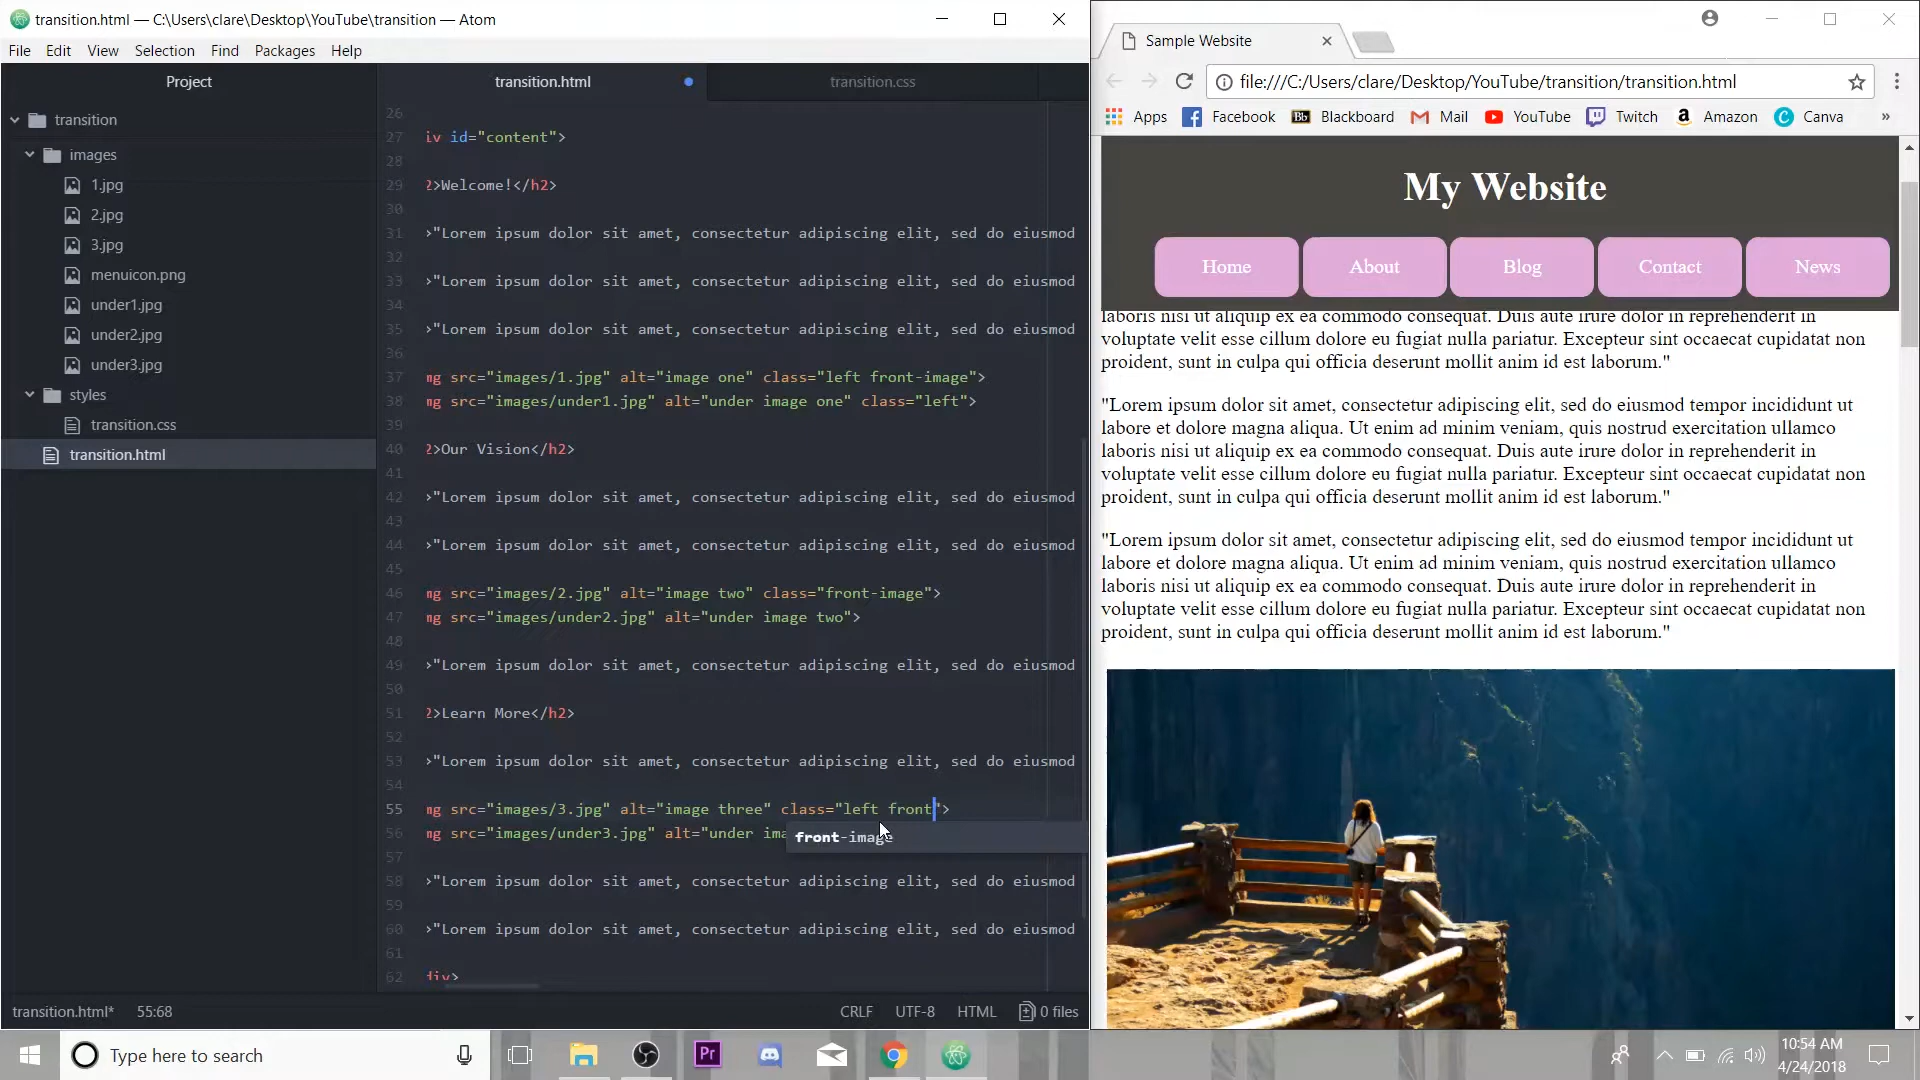 transition.html — C:\Users\clare\Desktop\YouTube\transition — Atom
File Edit View Selection Find Packages Help
Project
transition
images
1.jpg
2.jpg
3.jpg
menuicon.png
under1.jpg
under2.jpg
under3.jpg
styles
transition.css
transition.html
transition.html transition.css
26
27 iv id="content">
28
29 2>Welcome!</h2>
30
31 >"Lorem ipsum dolor sit amet, consectetur adipiscing elit, sed do eiusmod
32
33 >"Lorem ipsum dolor sit amet, consectetur adipiscing elit, sed do eiusmod
34
35 >"Lorem ipsum dolor sit amet, consectetur adipiscing elit, sed do eiusmod
36
37 mg src="images/1.jpg" alt="image one" class="left front-image">
38 mg src="images/under1.jpg" alt="under image one" class="left">
39
40 2>Our Vision</h2>
41
42 >"Lorem ipsum dolor sit amet, consectetur adipiscing elit, sed do eiusmod
43
44 >"Lorem ipsum dolor sit amet, consectetur adipiscing elit, sed do eiusmod
45
46 mg src="images/2.jpg" alt="image two" class="front-image">
47 mg src="images/under2.jpg" alt="under image two">
48
49 >"Lorem ipsum dolor sit amet, consectetur adipiscing elit, sed do eiusmod
50
51 2>Learn More</h2>
52
53 >"Lorem ipsum dolor sit amet, consectetur adipiscing elit, sed do eiusmod
54
55 mg src="images/3.jpg" alt="image three" class="left front">
56 mg src="images/under3.jpg" alt="under ima
front-image
57
58 >"Lorem ipsum dolor sit amet, consectetur adipiscing elit, sed do eiusmod
59
60 >"Lorem ipsum dolor sit amet, consectetur adipiscing elit, sed do eiusmod
61
62 div>
transition.html* 55:68 CRLF UTF-8 HTML 0 files
Sample Website
file:///C:/Users/clare/Desktop/YouTube/transition/transition.html
Apps Facebook Bb Blackboard Mail YouTube Twitch a Amazon C Canva »
My Website
Home About Blog Contact News
laboris nisi ut aliquip ex ea commodo consequat. Duis aute irure dolor in reprehenderit in
voluptate velit esse cillum dolore eu fugiat nulla pariatur. Excepteur sint occaecat cupidatat non
proident, sunt in culpa qui officia deserunt mollit anim id est laborum."
"Lorem ipsum dolor sit amet, consectetur adipiscing elit, sed do eiusmod tempor incididunt ut
labore et dolore magna aliqua. Ut enim ad minim veniam, quis nostrud exercitation ullamco
laboris nisi ut aliquip ex ea commodo consequat. Duis aute irure dolor in reprehenderit in
voluptate velit esse cillum dolore eu fugiat nulla pariatur. Excepteur sint occaecat cupidatat non
proident, sunt in culpa qui officia deserunt mollit anim id est laborum."
"Lorem ipsum dolor sit amet, consectetur adipiscing elit, sed do eiusmod tempor incididunt ut
labore et dolore magna aliqua. Ut enim ad minim veniam, quis nostrud exercitation ullamco
laboris nisi ut aliquip ex ea commodo consequat. Duis aute irure dolor in reprehenderit in
voluptate velit esse cillum dolore eu fugiat nulla pariatur. Excepteur sint occaecat cupidatat non
proident, sunt in culpa qui officia deserunt mollit anim id est laborum."
Type here to search
Pr
10:54 AM
4/24/2018